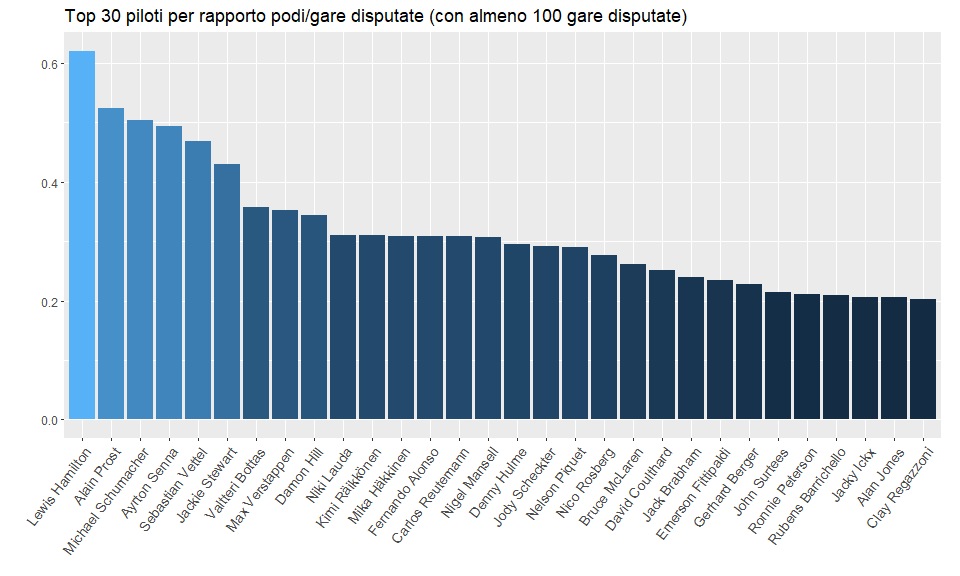 Top 30 piloti per rapporto podi/gare disputate (con almeno 100 gare disputate)
0.6
0.4
0.2
0.0
Lewis Hamilton
Alain Prost
Michael Schumacher
Ayrton Senna
Sebastian Vettel
Jackie Stewart
Valtteri Bottas
Max Verstappen
Damon Hill
Niki Lauda
Kimi Räikkönen
Mika Häkkinen
Fernando Alonso
Carlos Reutemann
Nigel Mansell
Denny Hulme
Jody Scheckter
Nelson Piquet
Nico Rosberg
Bruce McLaren
David Coulthard
Jack Brabham
Emerson Fittipaldi
Gerhard Berger
John Surtees
Ronnie Peterson
Rubens Barrichello
Jacky Ickx
Alan Jones
Clay Regazzoni